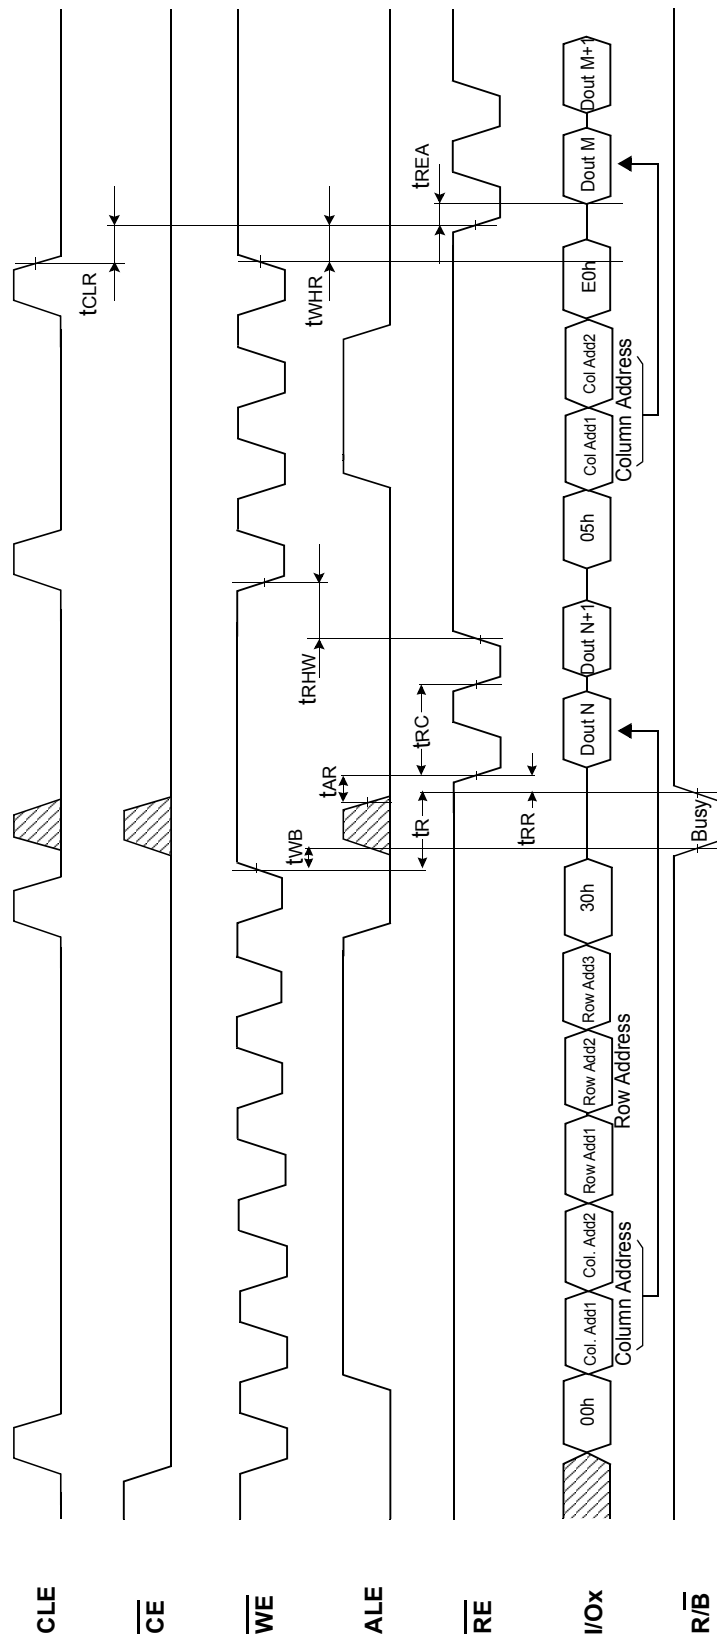 CLE
tCLR
CE
WE
tWB
tRHW
tWHR
ALE
tAR
RE
tR
tRC
tRR
tREA
I/Ox
00h
Col. Add1
Col. Add2
Row Add1
Row Add2
Row Add3
30h
Dout N
Dout N+1
05h
Col Add1
Col Add2
E0h
Dout M
Dout M+1
Column Address
Row Address
Column Address
R/B
Busy